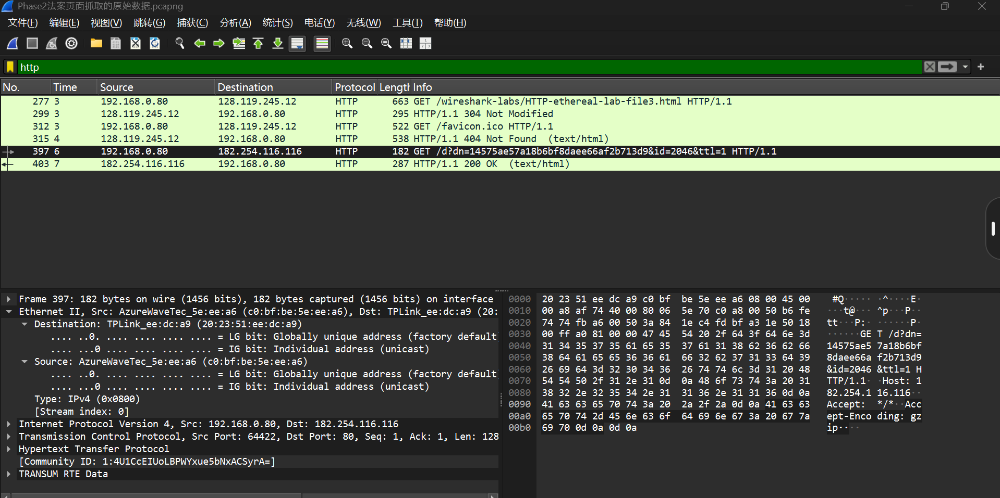 Phase2法案页面抓取的原始数据.pcapng
文件(F) 编辑(E) 视图(V) 跳转(G) 捕获(C) 分析(A) 统计(S) 电话(Y) 无线(W) 工具(T) 帮助(H)
http
No. Time Source Destination Protocol Length Info
277 3 192.168.0.80 128.119.245.12 HTTP 663 GET /wireshark-labs/HTTP-ethereal-lab-file3.html HTTP/1.1
299 3 128.119.245.12 192.168.0.80 HTTP 295 HTTP/1.1 304 Not Modified
312 3 192.168.0.80 128.119.245.12 HTTP 522 GET /favicon.ico HTTP/1.1
315 4 128.119.245.12 192.168.0.80 HTTP 538 HTTP/1.1 404 Not Found (text/html)
397 6 192.168.0.80 182.254.116.116 HTTP 182 GET /d?dn=14575ae57a18b6bf8daee66af2b713d9&id=2046&ttl=1 HTTP/1.1
403 7 182.254.116.116 192.168.0.80 HTTP 287 HTTP/1.1 200 OK (text/html)
Frame 397: 182 bytes on wire (1456 bits), 182 bytes captured (1456 bits) on interface
Ethernet II, Src: AzureWaveTec_5e:ee:a6 (c0:bf:be:5e:ee:a6), Dst: TPLink_ee:dc:a9 (20:
Destination: TPLink_ee:dc:a9 (20:23:51:ee:dc:a9)
.... ..0. .... .... .... .... = LG bit: Globally unique address (factory default
.... ...0 .... .... .... .... = IG bit: Individual address (unicast)
Source: AzureWaveTec_5e:ee:a6 (c0:bf:be:5e:ee:a6)
.... ..0. .... .... .... .... = LG bit: Globally unique address (factory default
.... ...0 .... .... .... .... = IG bit: Individual address (unicast)
Type: IPv4 (0x0800)
[Stream index: 0]
Internet Protocol Version 4, Src: 192.168.0.80, Dst: 182.254.116.116
Transmission Control Protocol, Src Port: 64422, Dst Port: 80, Seq: 1, Ack: 1, Len: 128
Hypertext Transfer Protocol
[Community ID: 1:4U1CcEIUoLBPWYxue5bNxACSyrA=]
TRANSUM RTE Data
0000 20 23 51 ee dc a9 c0 bf be 5e ee a6 08 00 45 00 #Q····· ·^····E·
0010 00 a8 af 74 40 00 80 06 5e 70 c0 a8 00 50 b6 fe ···t@··· ^p···P··
0020 74 74 fb a6 00 50 3a 84 1e c4 fd bf a3 1e 50 18 tt···P:· ······P·
0030 00 ff a0 81 00 00 47 45 54 20 2f 64 3f 64 6e 3d ······GE T /d?dn=
0040 31 34 35 37 35 61 65 35 37 61 31 38 62 36 62 66 14575ae5 7a18b6bf
0050 38 64 61 65 65 36 36 61 66 32 62 37 31 33 64 39 8daee66a f2b713d9
0060 26 69 64 3d 32 30 34 36 26 74 74 6c 3d 31 20 48 &id=2046 &ttl=1 H
0070 54 54 50 2f 31 2e 31 0d 0a 48 6f 73 74 3a 20 31 TTP/1.1· ·Host: 1
0080 38 32 2e 32 35 34 2e 31 31 36 2e 31 31 36 0d 0a 82.254.1 16.116··
0090 41 63 63 65 70 74 3a 20 2a 2f 2a 0d 0a 41 63 63 Accept: */*··Acc
00a0 65 70 74 2d 45 6e 63 6f 64 69 6e 67 3a 20 67 7a ept-Enco ding: gz
00b0 69 70 0d 0a 0d 0a ip····